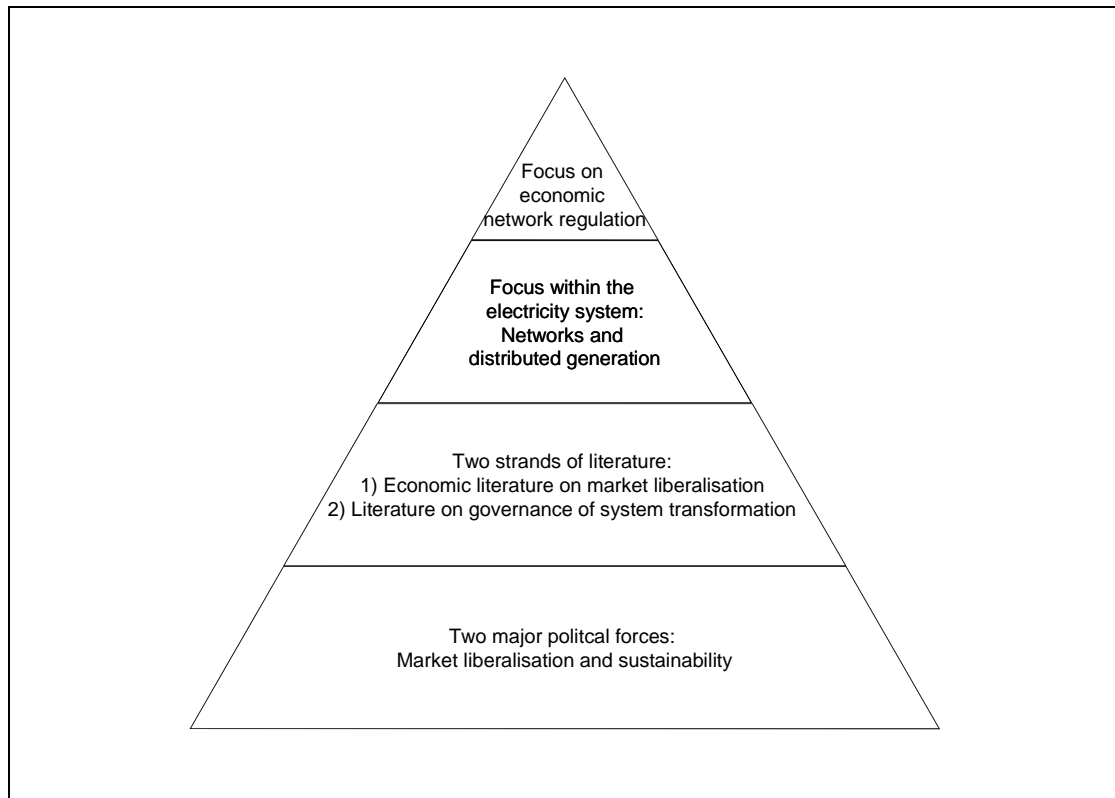 Focus on
economic
network regulation
Focus within the
electricity system:
Networks and
distributed generation
Two strands of literature:
1) Economic literature on market liberalisation
2) Literature on governance of system transformation
Two major politcal forces:
Market liberalisation and sustainability